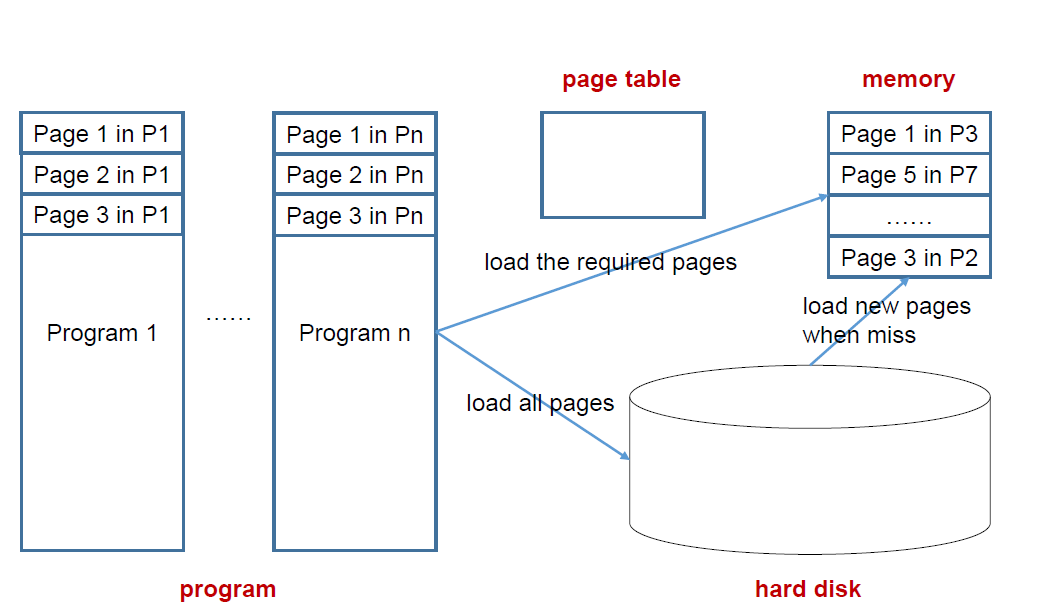 page table
memory
Page 1 in P1
Page 1 in Pn
Page 1 in P3
Page 2 in P1
Page 2 in Pn
Page 5 in P7
Page 3 in P1
Page 3 in Pn
......
Page 3 in P2
load the required pages
load new pages
when miss
Program 1
......
Program n
load all pages
program
hard disk